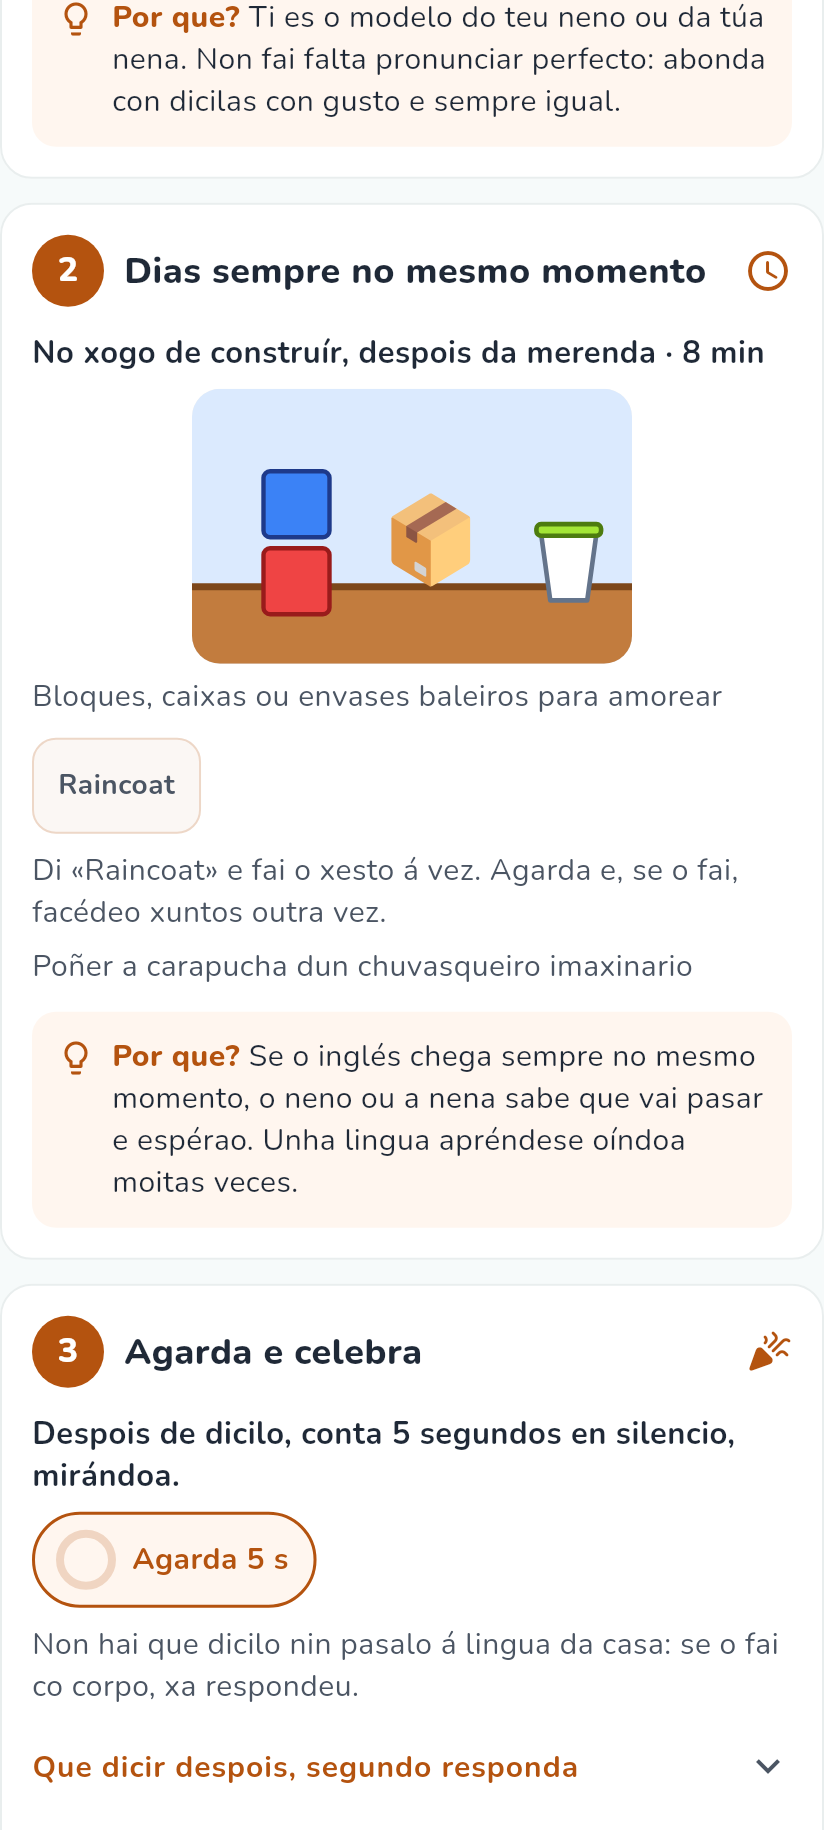 Por que? Ti es o modelo do teu neno ou da túa
nena. Non fai falta pronunciar perfecto: abonda
con dicilas con gusto e sempre igual.
2 Dias sempre no mesmo momento
No xogo de construír, despois da merenda · 8 min
Bloques, caixas ou envases baleiros para amorear
Raincoat
Di «Raincoat» e fai o xesto á vez. Agarda e, se o fai,
facédeo xuntos outra vez.
Poñer a carapucha dun chuvasqueiro imaxinario
Por que? Se o inglés chega sempre no mesmo
momento, o neno ou a nena sabe que vai pasar
e espérao. Unha lingua apréndese oíndoa
moitas veces.
3 Agarda e celebra
Despois de dicilo, conta 5 segundos en silencio,
mirándoa.
Agarda 5 s
Non hai que dicilo nin pasalo á lingua da casa: se o fai
co corpo, xa respondeu.
Que dicir despois, segundo responda